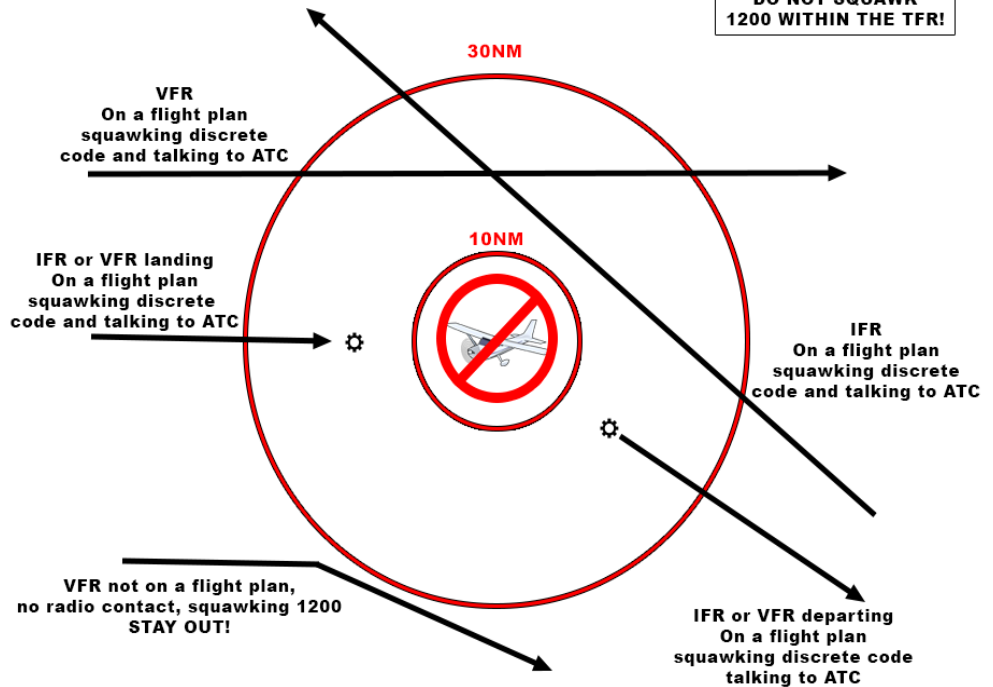 DO NOT SQUAWK
1200 WITHIN THE TFR!
30NM
VFR
On a flight plan
squawking discrete
code and talking to ATC
10NM
IFR or VFR landing
On a flight plan
squawking discrete
code and talking to ATC
IFR
On a flight plan
squawking discrete
code and talking to ATC
VFR not on a flight plan,
no radio contact, squawking 1200
STAY OUT!
IFR or VFR departing
On a flight plan
squawking discrete code
talking to ATC